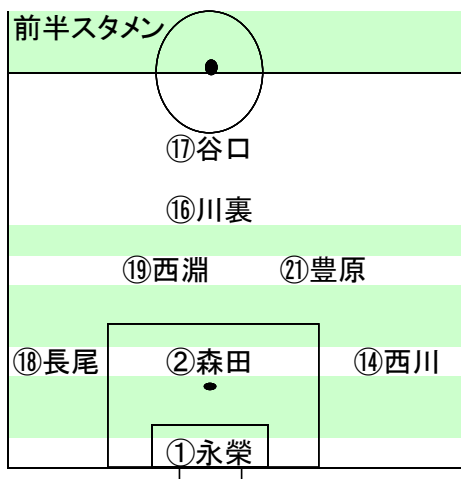 前半スタメン
⑰谷口
⑯川裏
⑲西淵 ㉑豊原
⑱長尾 ②森田 ⑭西川
①永榮